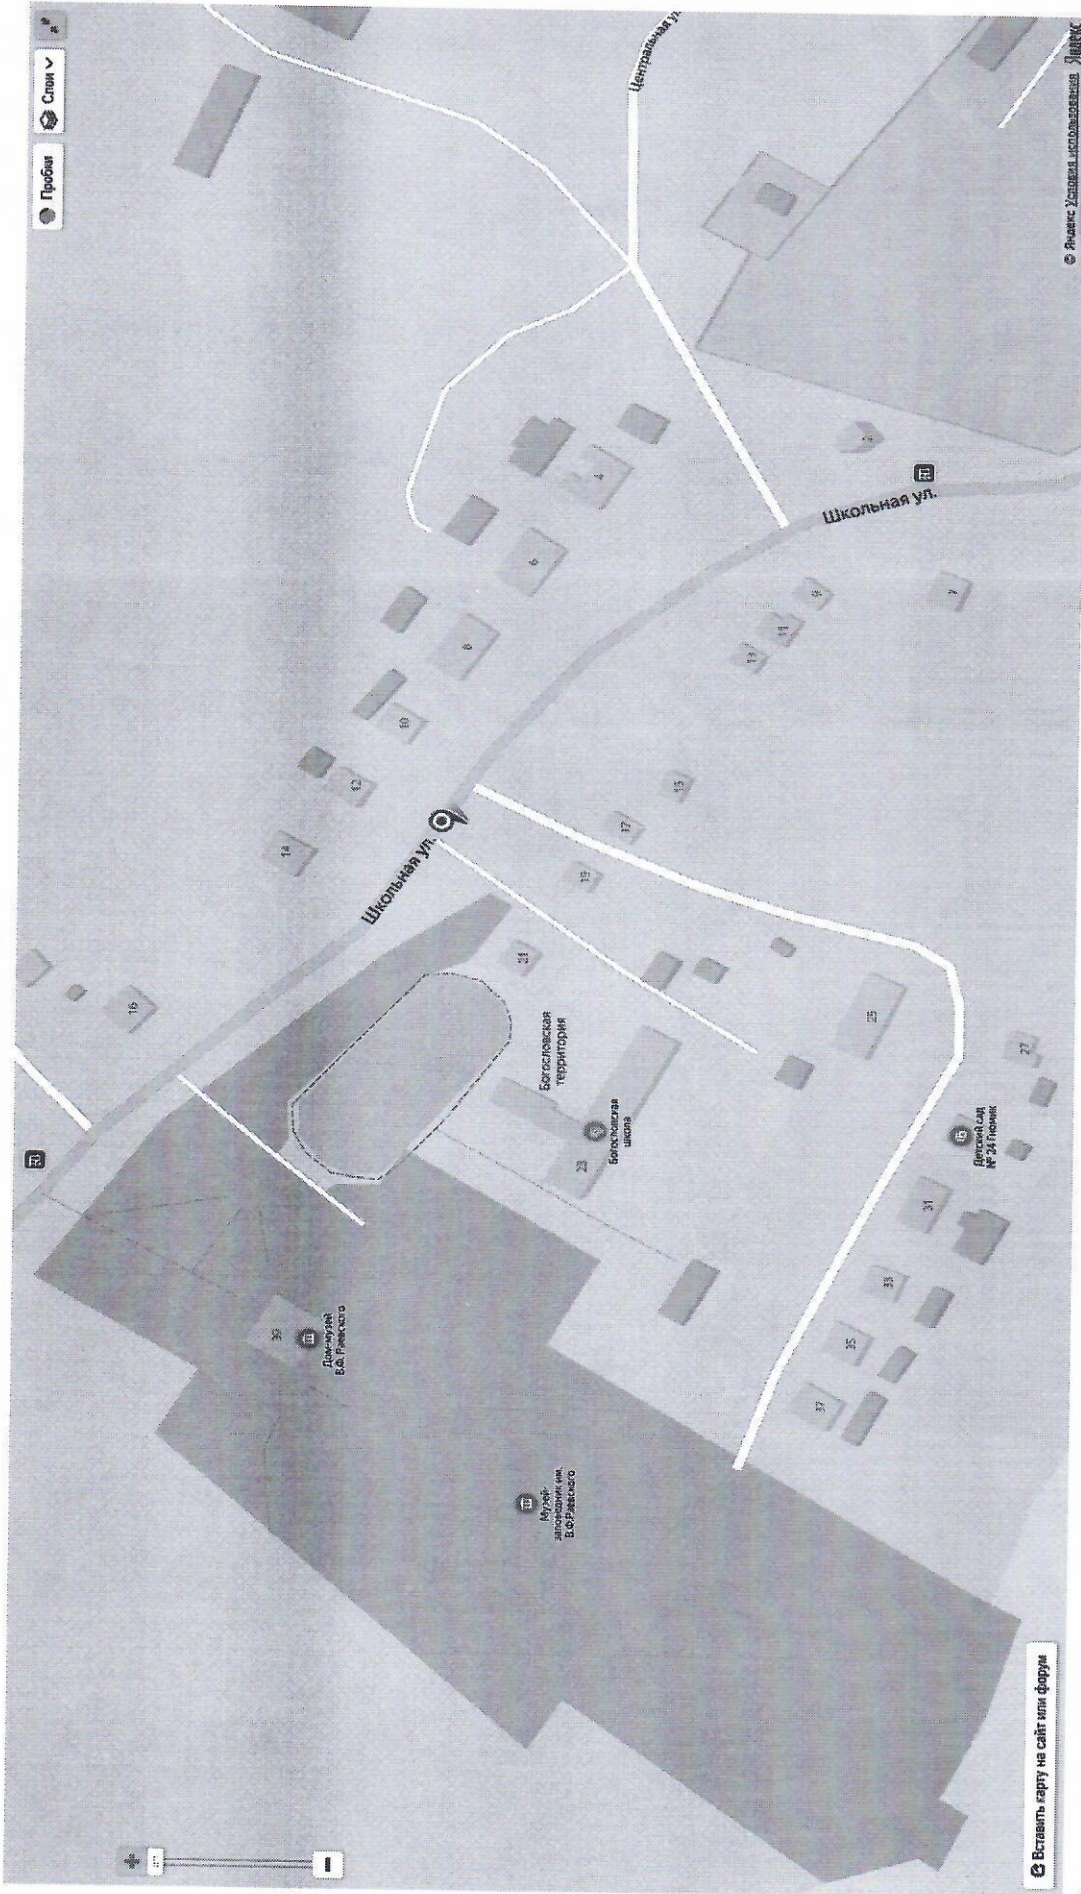 Пробки
Слои
Центральная ул.
Школьная ул.
16
14
12
10
8
6
4
2
Школьная ул.
7
9
11
13
15
17
19
21
Богословская
территория
23
Богословская
школа
25
27
Детский сад
№ 24 Гномик
31
33
35
37
39
Дом-музей
В.Ф. Раевского
Музей-
заповедник им.
В.Ф.Раевского
Вставить карту на сайт или форум
© Яндекс Условия использования Яндекс